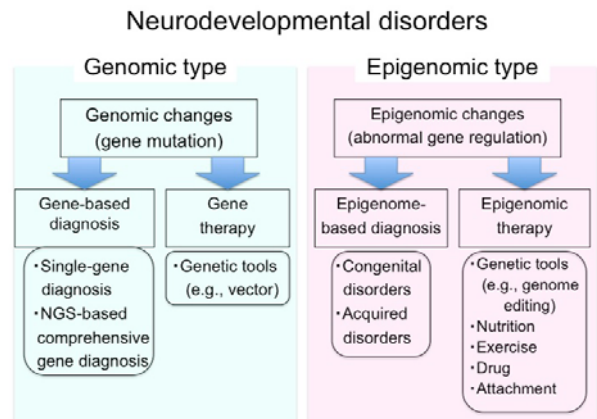 Neurodevelopmental disorders
Genomic type
Genomic changes
(gene mutation)
Gene-based
diagnosis
・Single-gene
diagnosis
・NGS-based
comprehensive
gene diagnosis
Gene
therapy
・Genetic tools
(e.g., vector)
Epigenomic type
Epigenomic changes
(abnormal gene regulation)
Epigenome-
based diagnosis
・Congenital
disorders
・Acquired
disorders
Epigenomic
therapy
・Genetic tools
(e.g., genome
editing)
・Nutrition
・Exercise
・Drug
・Attachment